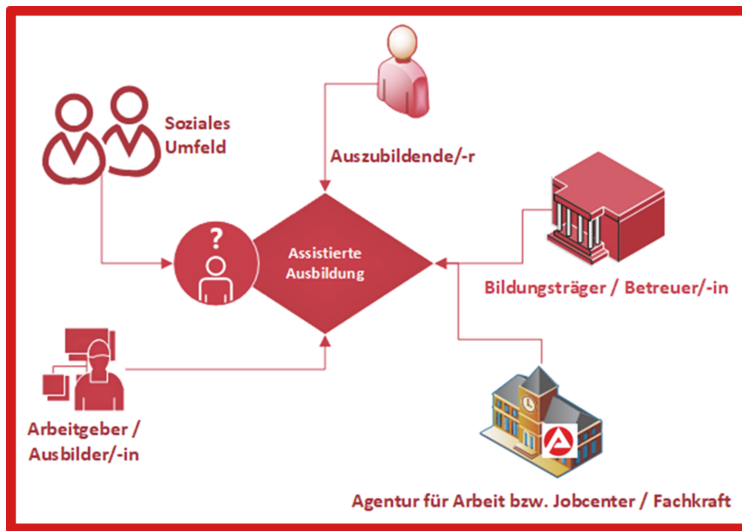 Soziales
Umfeld
Auszubildende/-r
?
Assistierte
Ausbildung
Bildungsträger / Betreuer/-in
Arbeitgeber /
Ausbilder/-in
Agentur für Arbeit bzw. Jobcenter / Fachkraft